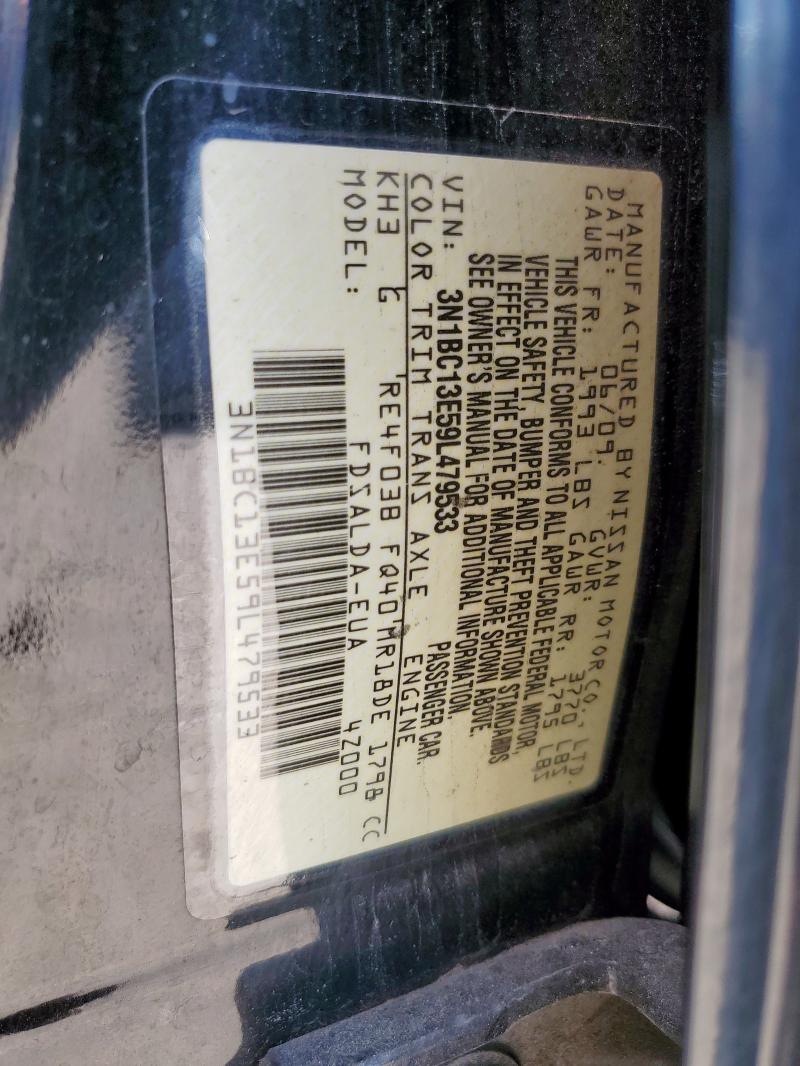 MANUFACTURED BY NISSAN MOTOR CO., LTD.
DATE: 06/09. GVWR: 3770 LBS
GAWR FR: 1993 LBS GAWR RR: 1795 LBS
THIS VEHICLE CONFORMS TO ALL APPLICABLE FEDERAL MOTOR
VEHICLE SAFETY, BUMPER AND THEFT PREVENTION STANDARDS
IN EFFECT ON THE DATE OF MANUFACTURE SHOWN ABOVE.
SEE OWNER'S MANUAL FOR ADDITIONAL INFORMATION.
VIN: 3N1BC13E59L479533 PASSENGER CAR.
COLOR TRIM TRANS AXLE ENGINE
KH3 G RE4F03B FQ40 MR18DE 1798 CC
MODEL: FDSALDA-EUA 4Z000
3N1BC13E59L479533